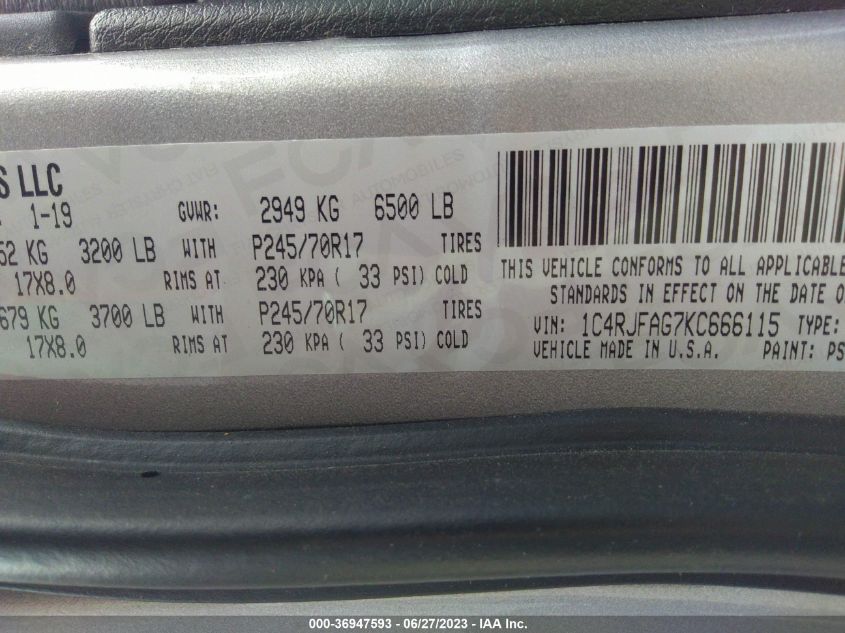 S LLC
1-19 GVWR: 2949 KG 6500 LB
KG 3200 LB WITH P245/70R17 TIRES
17X8.0 RIMS AT 230 KPA ( 33 PSI) COLD
679 KG 3700 LB WITH P245/70R17 TIRES
17X8.0 RIMS AT 230 KPA ( 33 PSI) COLD
THIS VEHICLE CONFORMS TO ALL APPLICABLE
STANDARDS IN EFFECT ON THE DATE O
VIN: 1C4RJFAG7KC666115 TYPE:
VEHICLE MADE IN U.S.A. PAINT: PS
000-36947593 - 06/27/2023 - IAA Inc.